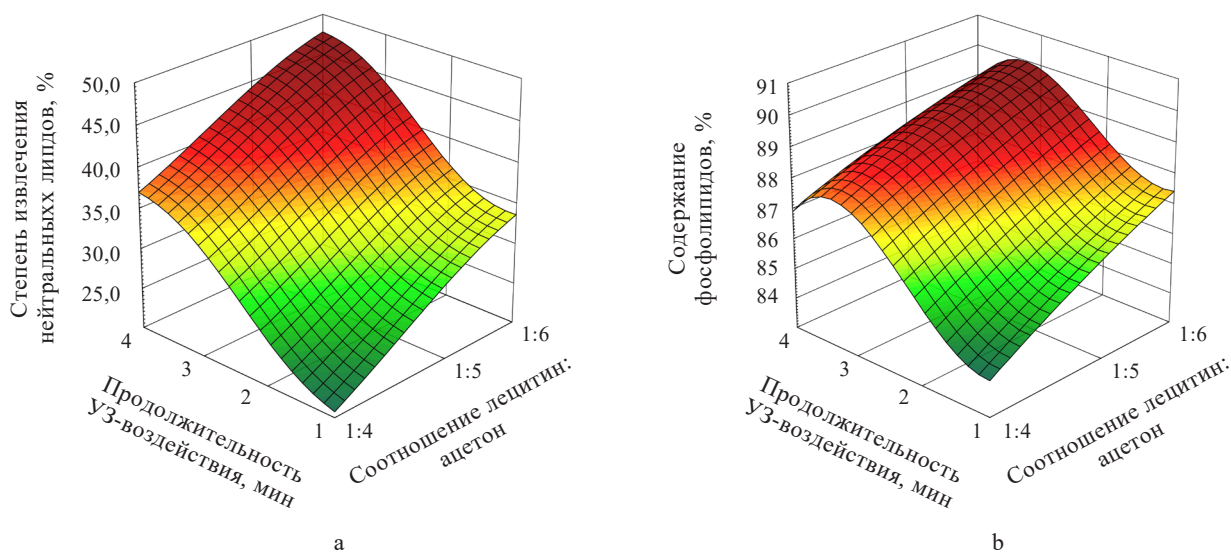 Степень извлечения
нейтральныхх липдов, %
50,0
45,0
40,0
35,0
30,0
25,0
4
3
2
1
Продолжительность
УЗ-воздействия, мин
1:4
1:5
1:6
Соотношение лецитин:
ацетон
а
Содержание
фосфолипидов, %
91
90
89
88
87
86
85
84
4
3
2
1
Продолжительность
УЗ-воздействия, мин
1:4
1:5
1:6
Соотношение лецитин:
ацетон
b